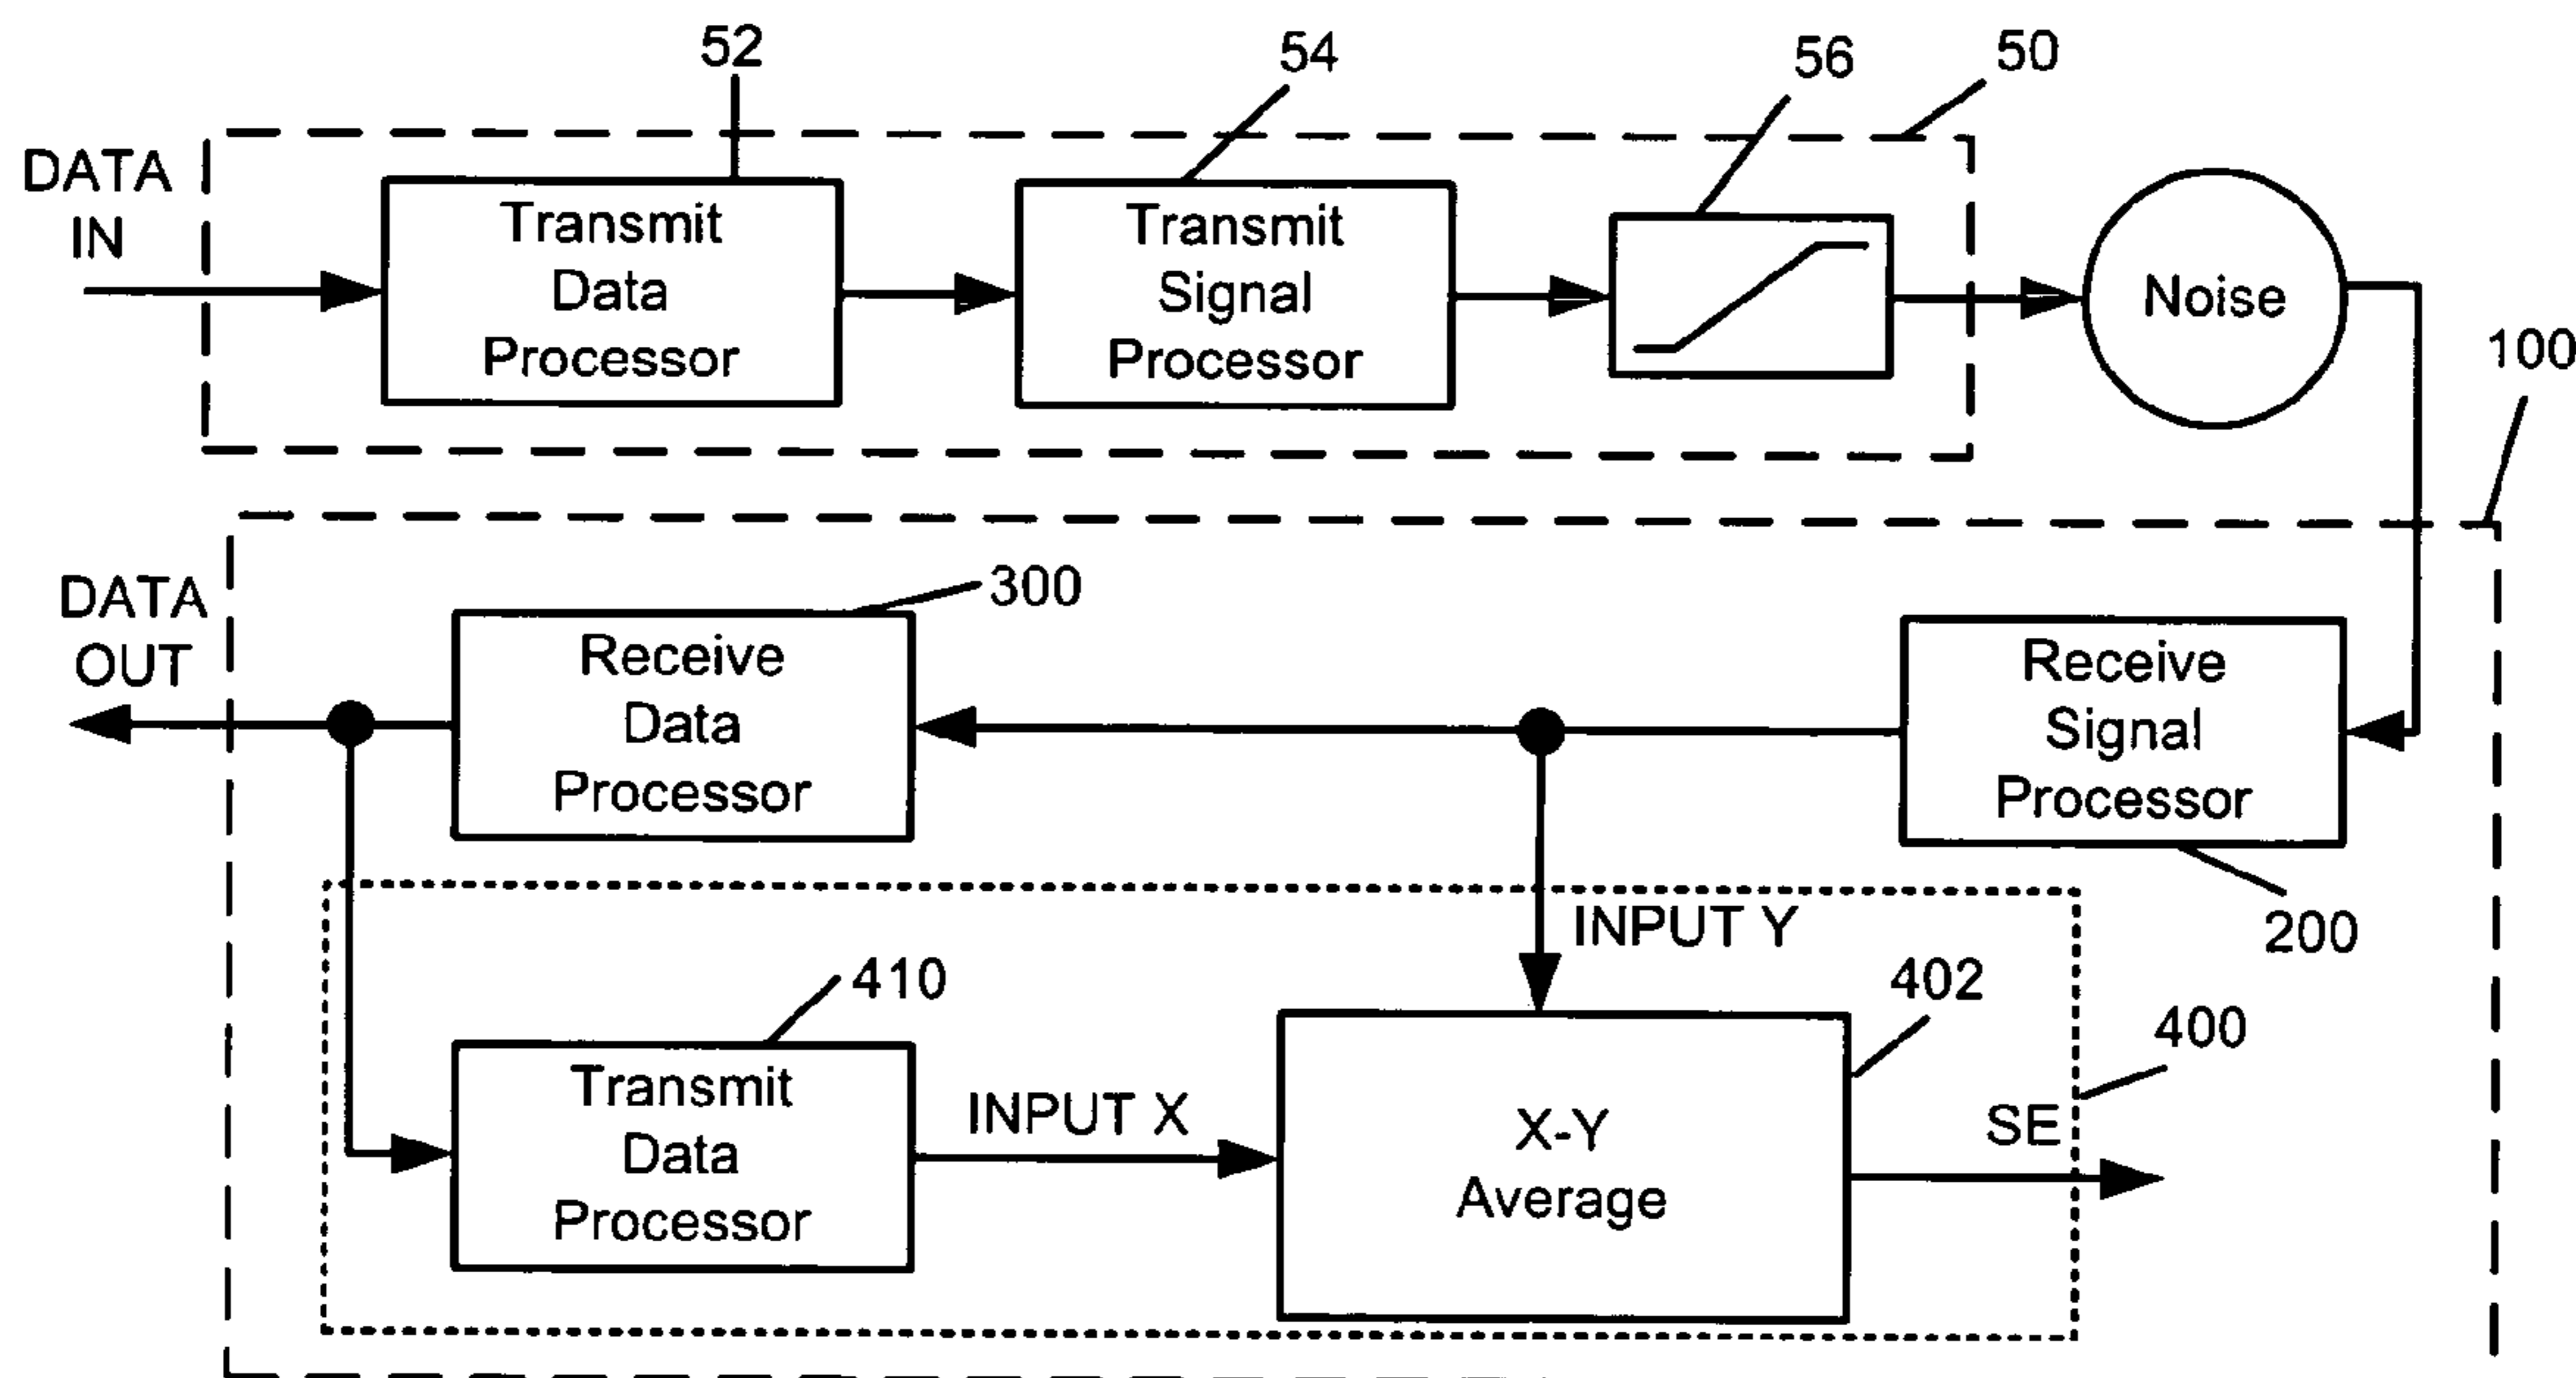 52
54
56
50
DATA
IN
Transmit
Data
Processor
Transmit
Signal
Processor
Noise
100
DATA
OUT
300
Receive
Data
Processor
Receive
Signal
Processor
200
INPUT Y
410
402
400
Transmit
Data
Processor
INPUT X
X-Y
Average
SE